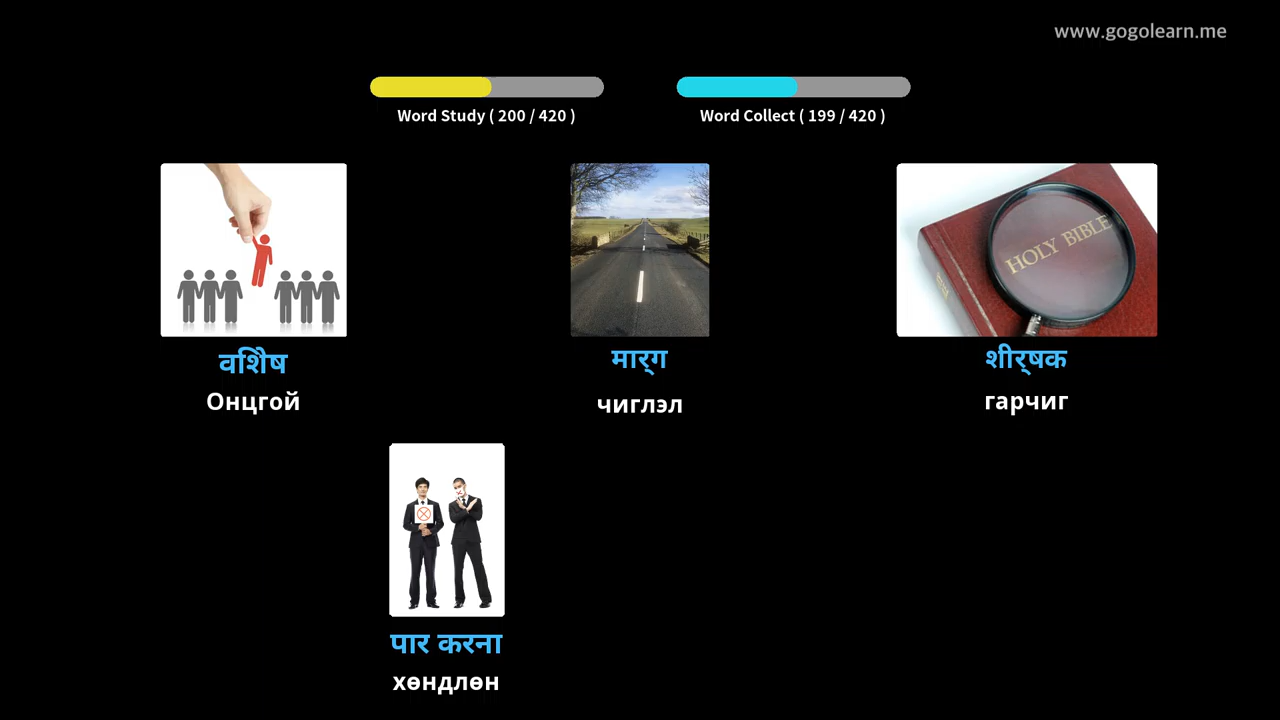 www.gogolearn.me
Word Study ( 200 / 420 )
Word Collect ( 199 / 420 )
HOLY BIBLE
विशेष
Онцгой
मार्ग
чиглэл
शीर्षक
гарчиг
पार करना
хөндлөн